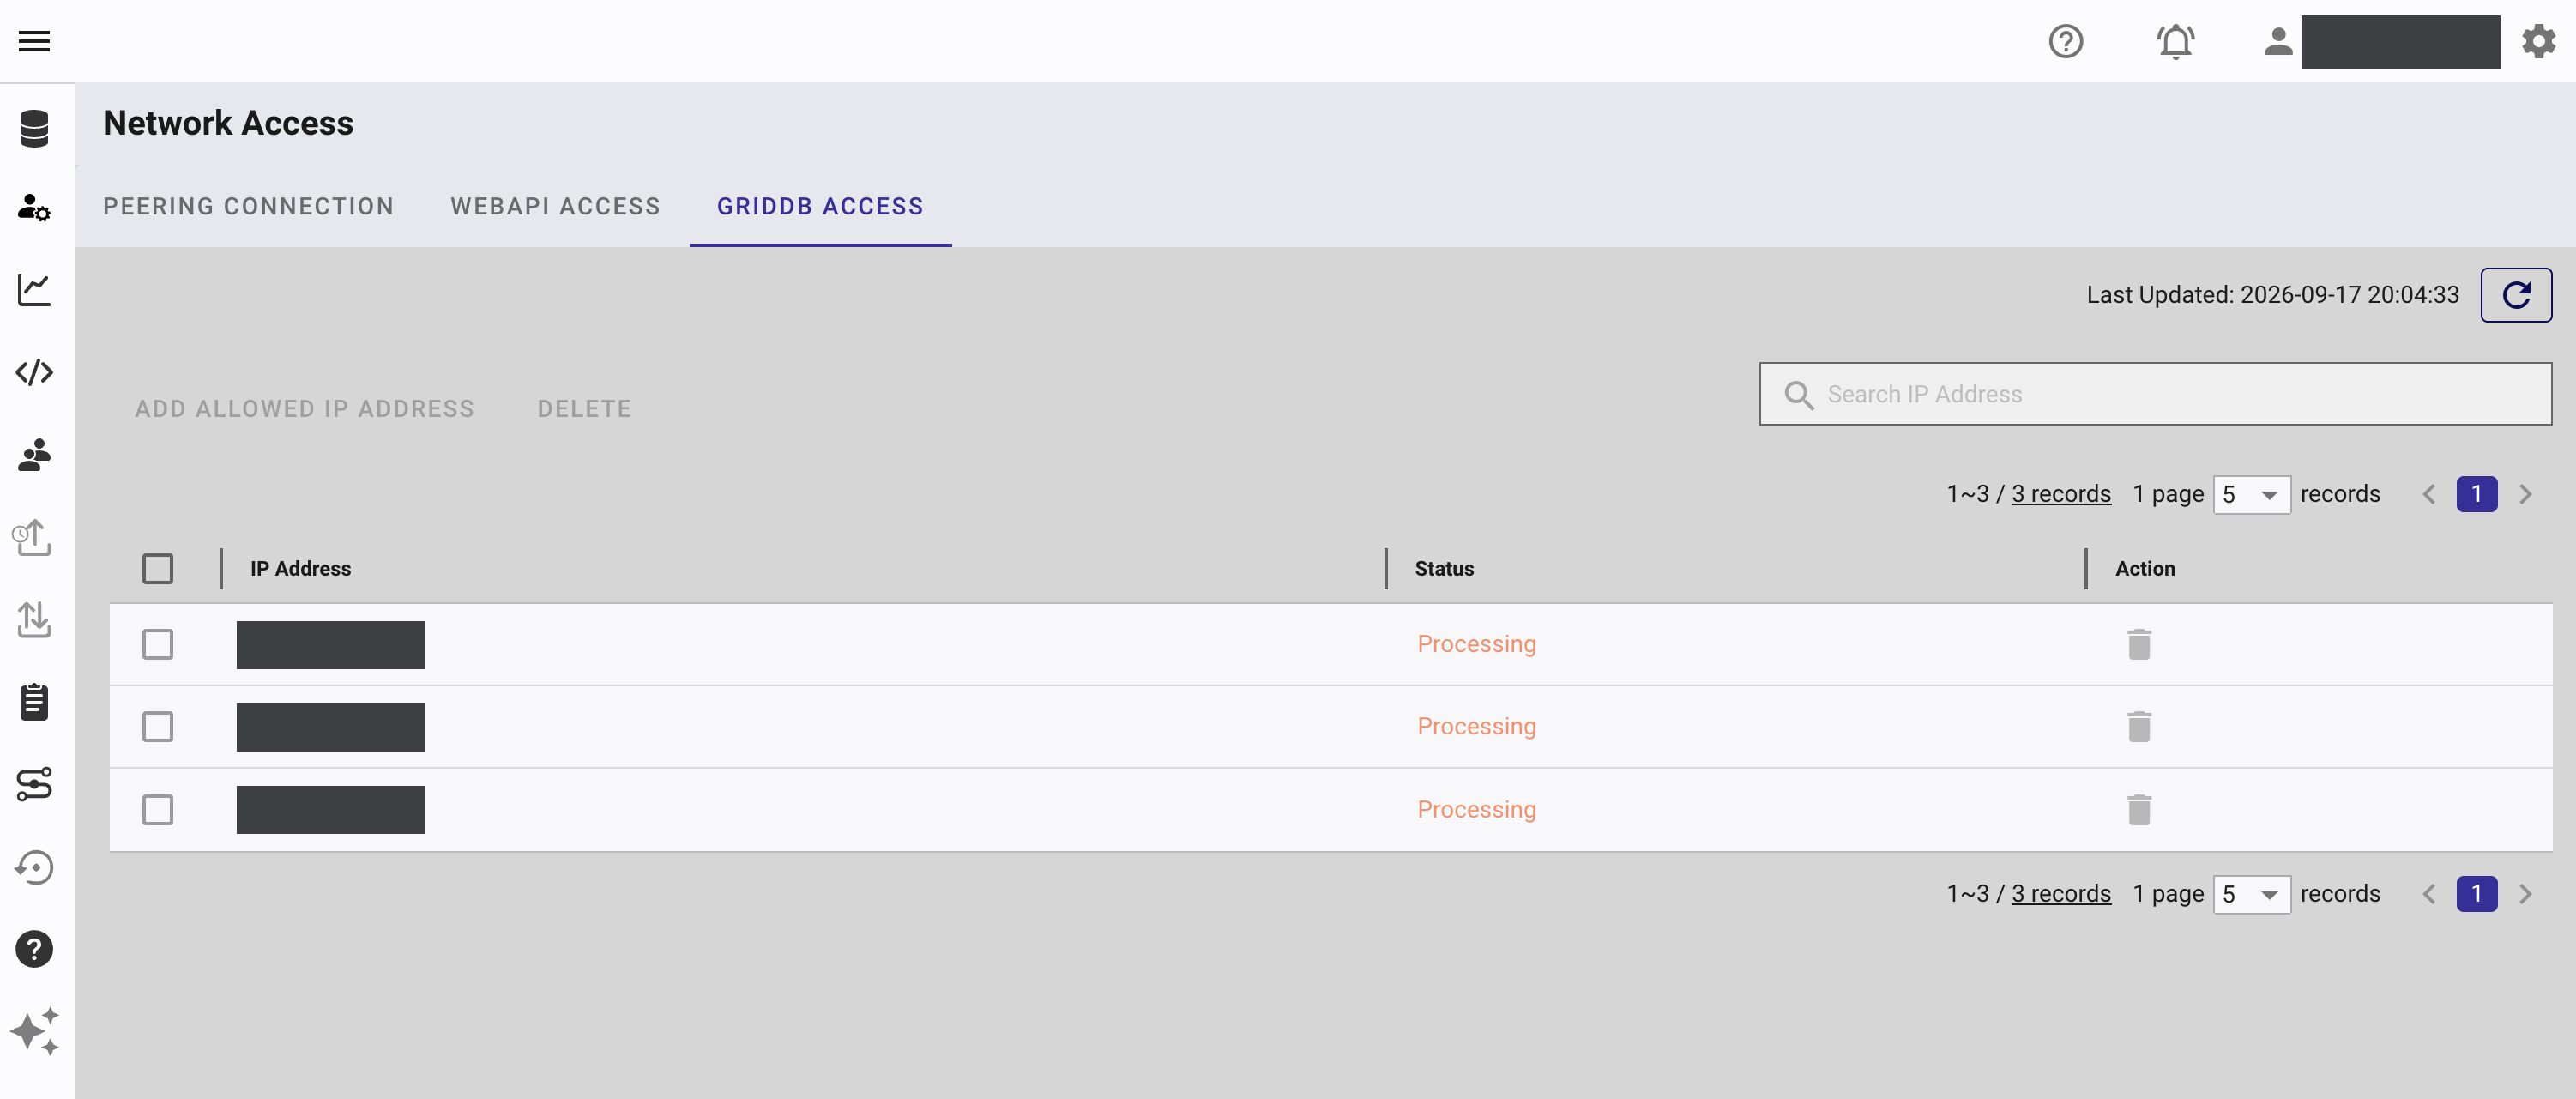 Network Access
PEERING CONNECTION WEBAPI ACCESS GRIDDB ACCESS
Last Updated: 2026-09-17 20:04:33
ADD ALLOWED IP ADDRESS DELETE
Search IP Address
1~3 / 3 records 1 page 5 records 1
IP Address Status Action
Processing
Processing
Processing
1~3 / 3 records 1 page 5 records 1